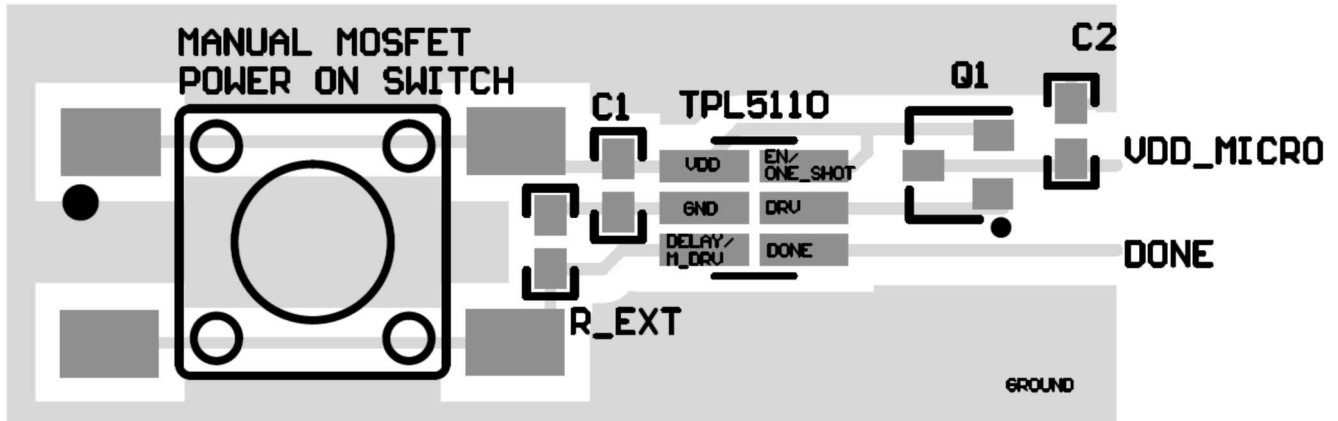 MANUAL MOSFET
POWER ON SWITCH
C1
TPL5110
Q1
C2
VDD
EN/
ONE_SHOT
VDD_MICRO
GND
DRV
DELAY/
M_DRV
DONE
DONE
R_EXT
GROUND